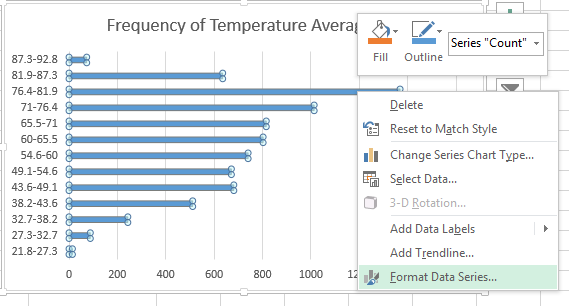 Frequency of Temperature Averag
Fill
Outline
Series "Count"
87.3-92.8
81.9-87.3
76.4-81.9
71-76.4
65.5-71
60-65.5
54.6-60
49.1-54.6
43.6-49.1
38.2-43.6
32.7-38.2
27.3-32.7
21.8-27.3
0
200
400
600
800
1000
Delete
Reset to Match Style
Change Series Chart Type...
Select Data...
3-D Rotation...
Add Data Labels
Add Trendline...
Format Data Series...